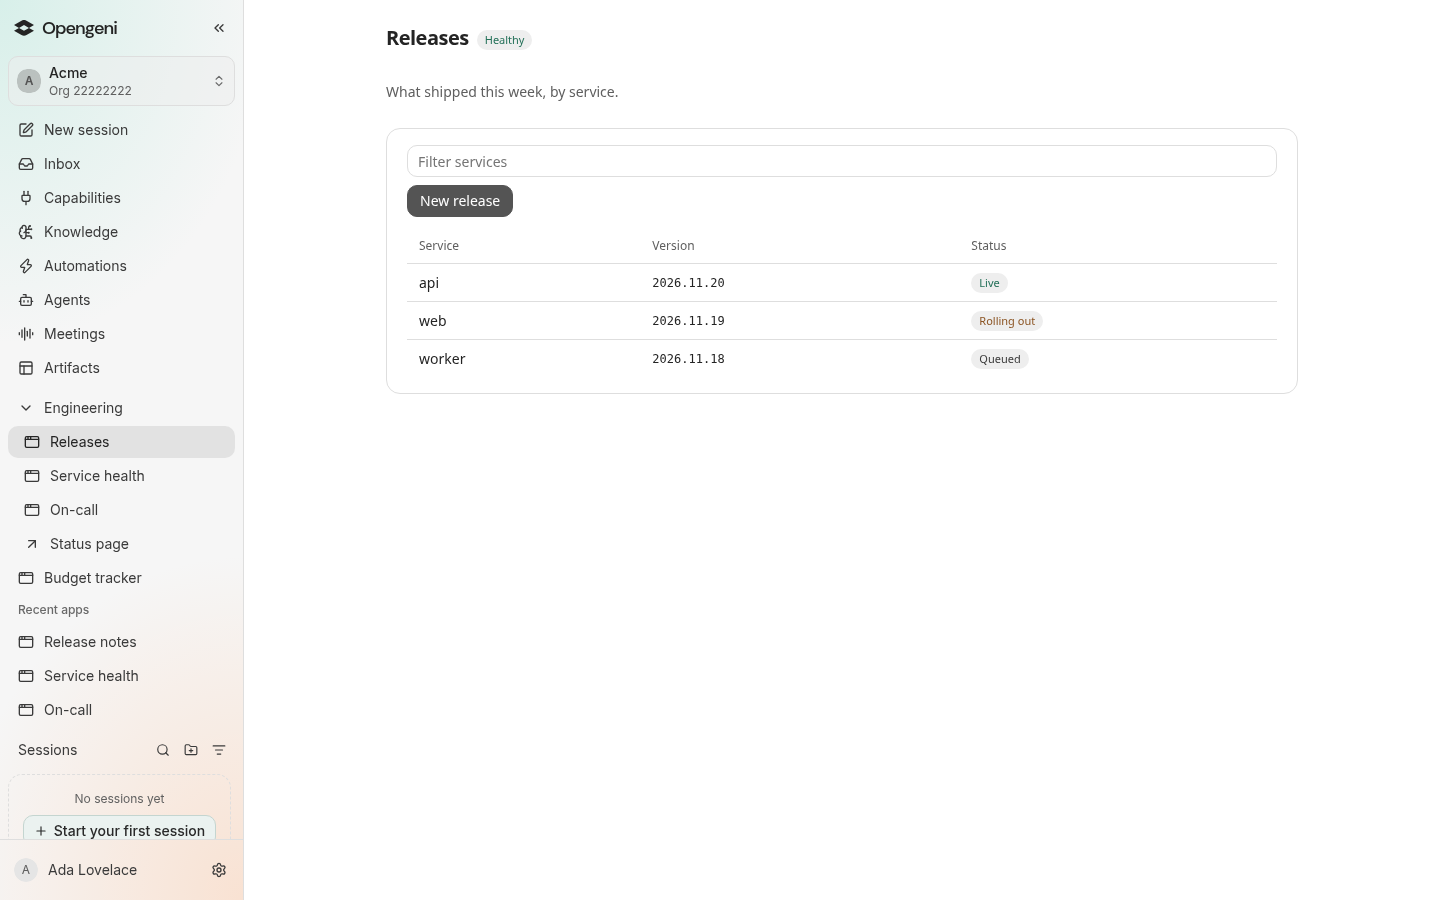 Opengeni
A
Acme
Org 22222222
New session
Inbox
Capabilities
Knowledge
Automations
Agents
Meetings
Artifacts
Engineering
Releases
Service health
On-call
Status page
Budget tracker
Recent apps
Release notes
Service health
On-call
Sessions
No sessions yet
Start your first session
A
Ada Lovelace
Releases
Healthy
What shipped this week, by service.
Filter services
New release
Service Version Status
api 2026.11.20 Live
web 2026.11.19 Rolling out
worker 2026.11.18 Queued